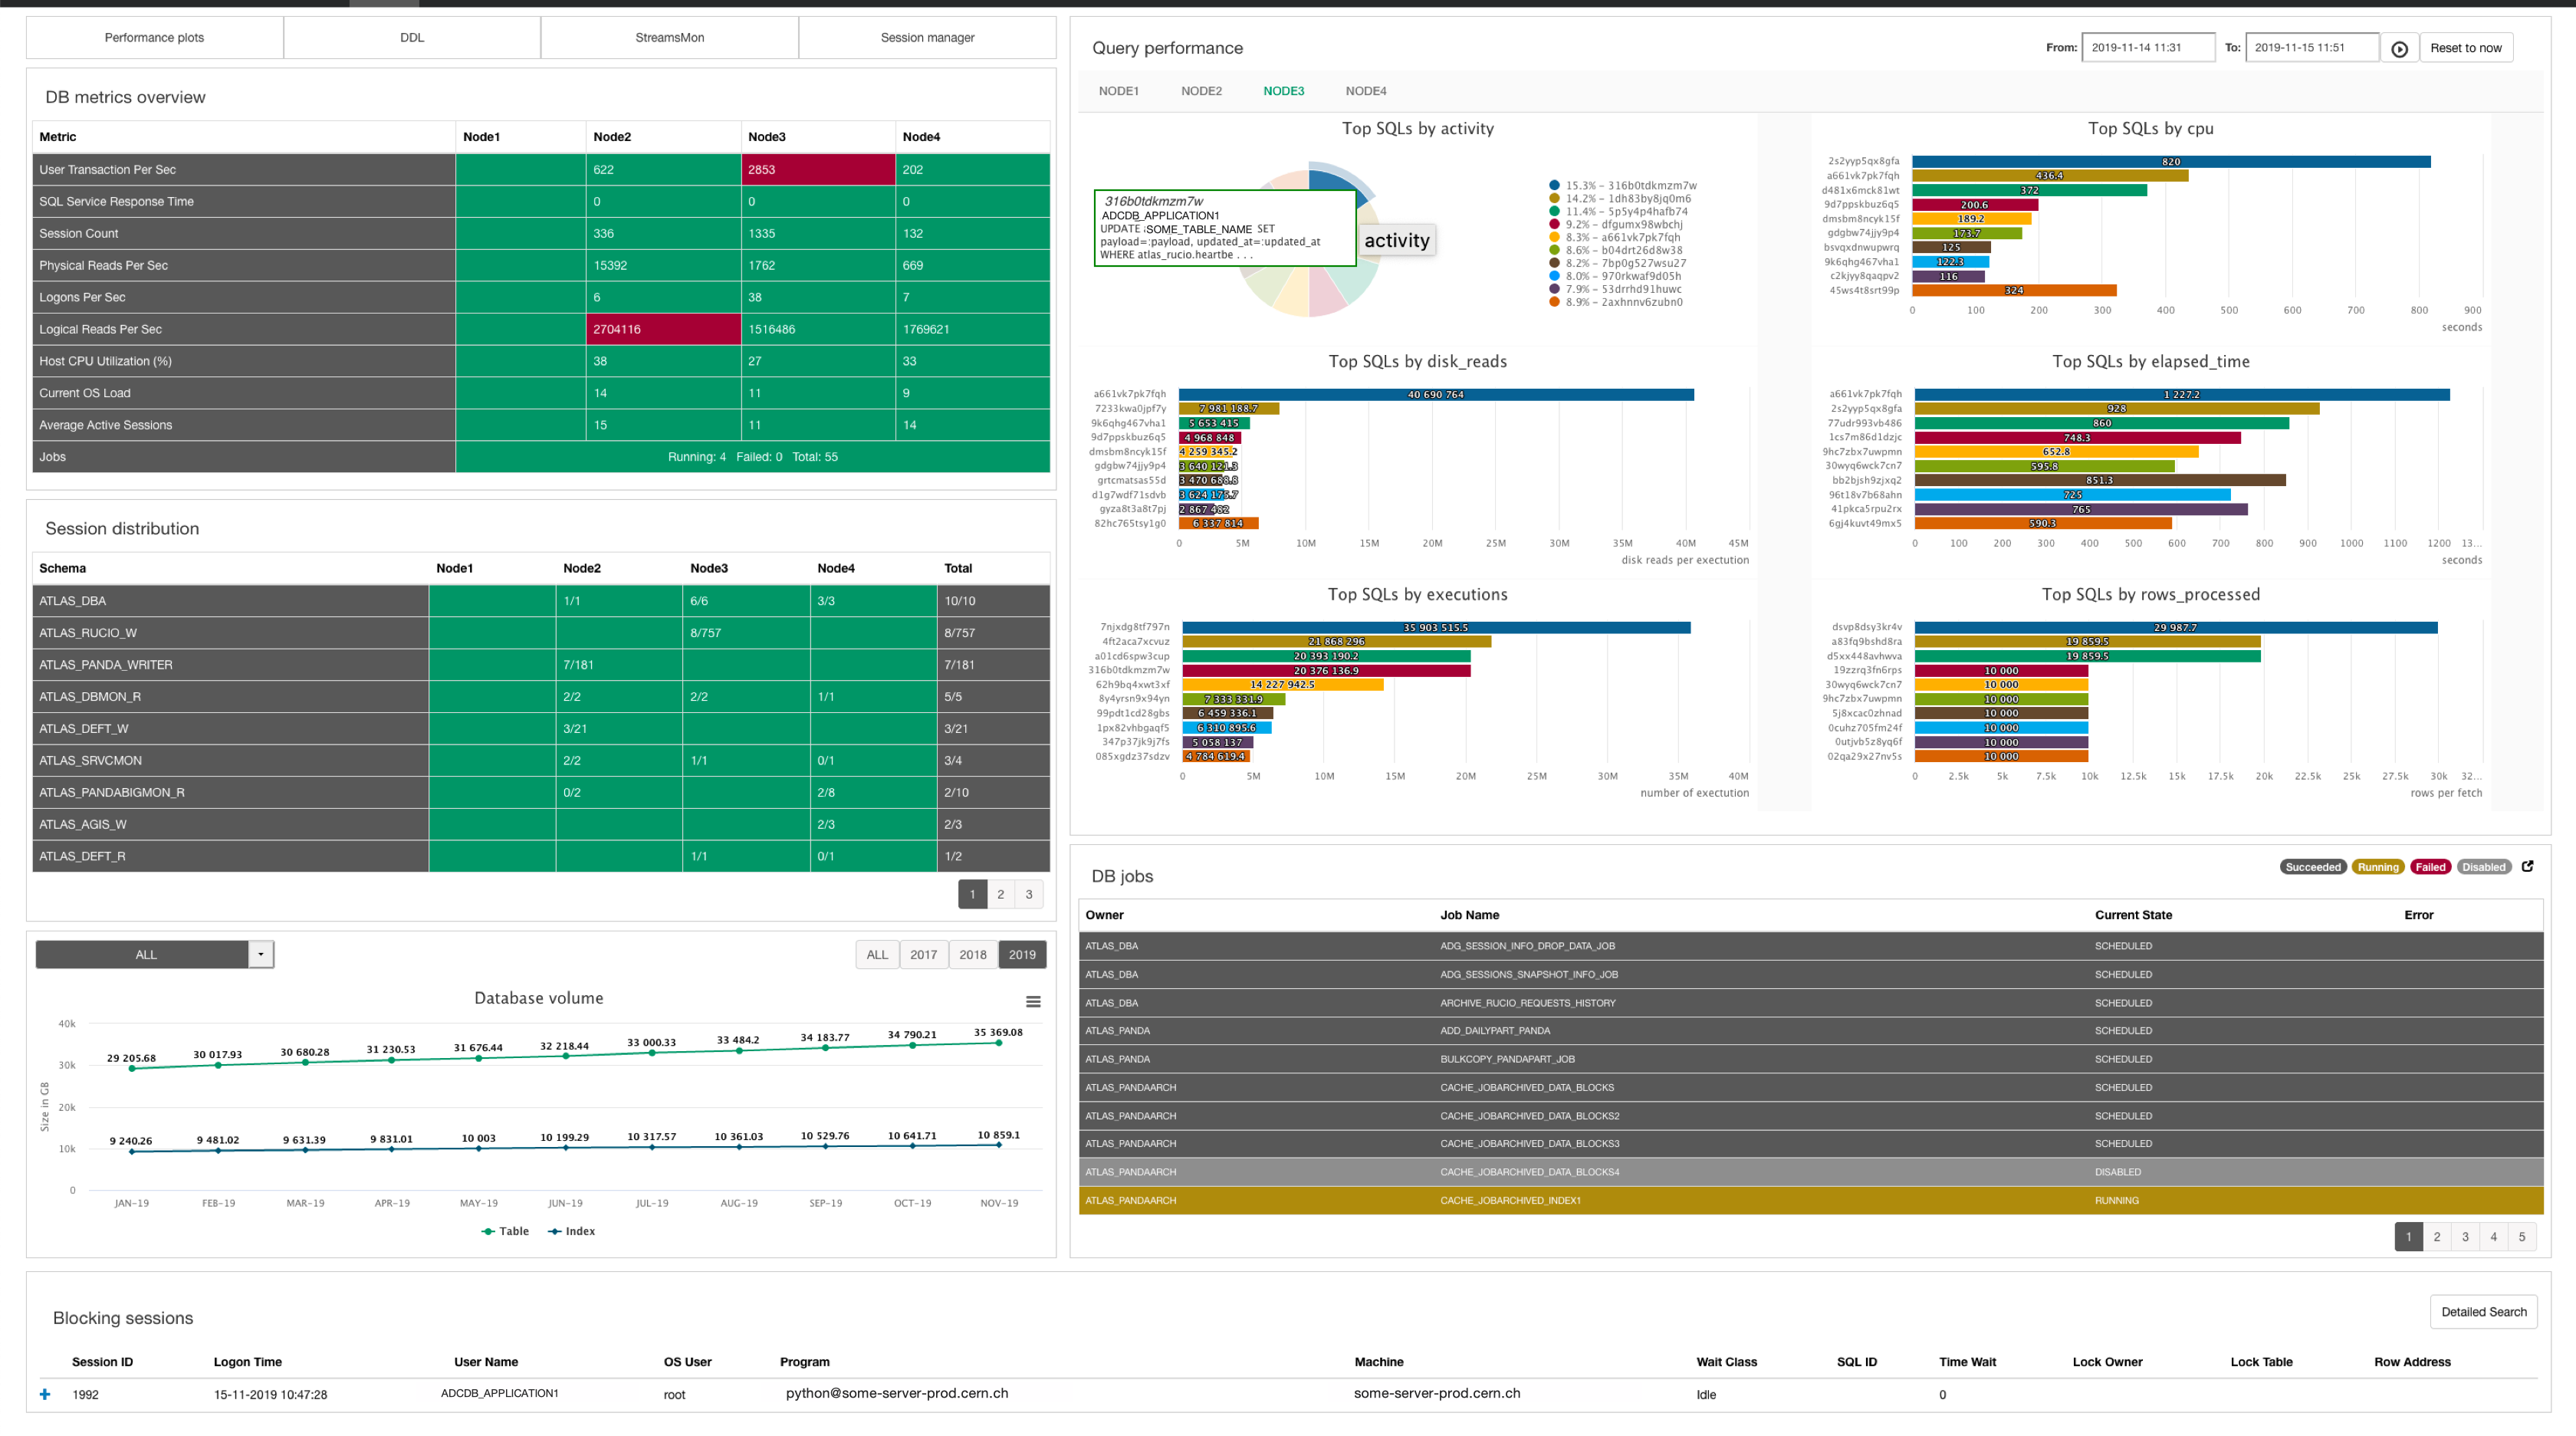 Performance plots DDL StreamsMon Session manager
DB metrics overview
Metric Node1 Node2 Node3 Node4
User Transaction Per Sec 622 2853 202
SQL Service Response Time 0 0 0
Session Count 336 1335 132
Physical Reads Per Sec 15392 1762 669
Logons Per Sec 6 38 7
Logical Reads Per Sec 2704116 1516486 1769621
Host CPU Utilization (%) 38 27 33
Current OS Load 14 11 9
Average Active Sessions 15 11 14
Jobs Running: 4 Failed: 0 Total: 55
Session distribution
Schema Node1 Node2 Node3 Node4 Total
ATLAS_DBA 1/1 6/6 3/3 10/10
ATLAS_RUCIO_W 8/757 8/757
ATLAS_PANDA_WRITER 7/181 7/181
ATLAS_DBMON_R 2/2 2/2 1/1 5/5
ATLAS_DEFT_W 3/21 3/21
ATLAS_SRVCMON 2/2 1/1 0/1 3/4
ATLAS_PANDABIGMON_R 0/2 2/8 2/10
ATLAS_AGIS_W 2/3 2/3
ATLAS_DEFT_R 1/1 0/1 1/2
1 2 3
ALL ALL 2017 2018 2019
Database volume
Size in GB
40k
30k
20k
10k
0
29 205.68 30 017.93 30 680.28 31 230.53 31 676.44 32 218.44 33 000.33 33 484.2 34 183.77 34 790.21 35 369.08
9 240.26 9 481.02 9 631.39 9 831.01 10 003 10 199.29 10 317.57 10 361.03 10 529.76 10 641.71 10 859.1
JAN-19 FEB-19 MAR-19 APR-19 MAY-19 JUN-19 JUL-19 AUG-19 SEP-19 OCT-19 NOV-19
Table Index
Query performance From: 2019-11-14 11:31 To: 2019-11-15 11:51 Reset to now
NODE1 NODE2 NODE3 NODE4
Top SQLs by activity
316b0tdkmzm7w
ADCDB_APPLICATION1
UPDATE SOME_TABLE_NAME SET
payload=:payload, updated_at=:updated_at
WHERE atlas_rucio.heartbe . . .
activity
15.3% - 316b0tdkmzm7w
14.2% - 1dh83by8jq0m6
11.4% - 5p5y4p4hafb74
9.2% - dfgumx98wbchj
8.3% - a661vk7pk7fqh
8.6% - b04drt26d8w38
8.2% - 7bp0g527wsu27
8.0% - 970rkwaf9d05h
7.9% - 53drrhd91huwc
8.9% - 2axhnnv6zubn0
Top SQLs by cpu
2s2yyp5qx8gfa 820
a661vk7pk7fqh 436.4
d481x6mck81wt 372
9d7ppskbuz6q5 200.6
dmsbm8ncyk15f 189.2
gdgbw74jjy9p4 173.7
bsvqxdnwupwrq 125
9k6qhg467vha1 122.3
c2kjyy8qaqpv2 116
45ws4t8srt99p 324
0 100 200 300 400 500 600 700 800 900
seconds
Top SQLs by disk_reads
a661vk7pk7fqh 40 690 764
7233kwa0jpf7y 7 981 188.7
9k6qhg467vha1 5 653 415
9d7ppskbuz6q5 4 968 848
dmsbm8ncyk15f 4 259 345.2
gdgbw74jjy9p4 3 640 121.3
grtcmatsas55d 3 470 688.8
d1g7wdf71sdvb 3 624 175.7
gyza8t3a8t7pj 2 867 482
82hc765tsy1g0 6 337 814
0 5M 10M 15M 20M 25M 30M 35M 40M 45M
disk reads per exectution
Top SQLs by elapsed_time
a661vk7pk7fqh 1 227.2
2s2yyp5qx8gfa 928
77udr993vb486 860
1cs7m86d1dzjc 748.3
9hc7zbx7uwpmn 652.8
30wyq6wck7cn7 595.8
bb2bjsh9zjxq2 851.3
96t18v7b68ahn 725
41pkca5rpu2rx 765
6gj4kuvt49mx5 590.3
0 100 200 300 400 500 600 700 800 900 1000 1100 1200 13...
seconds
Top SQLs by executions
7njxdg8tf797n 35 903 515.5
4ft2aca7xcvuz 21 868 296
a01cd6spw3cup 20 393 190.2
316b0tdkmzm7w 20 376 136.9
62h9bq4xwt3xf 14 227 942.5
8y4yrsn9x94yn 7 333 331.9
99pdt1cd28gbs 6 459 336.1
1px82vhbgaqf5 6 310 895.6
347p37jk9j7fs 5 058 137
085xgdz37sdzv 4 784 619.4
0 5M 10M 15M 20M 25M 30M 35M 40M
number of exectution
Top SQLs by rows_processed
dsvp8dsy3kr4v 29 987.7
a83fq9bshd8ra 19 859.5
d5xx448avhwva 19 859.5
19zzrq3fn6rps 10 000
30wyq6wck7cn7 10 000
9hc7zbx7uwpmn 10 000
5j8xcac0zhnad 10 000
0cuhz705fm24f 10 000
0utjvb5z8yq6f 10 000
02qa29x27nv5s 10 000
0 2.5k 5k 7.5k 10k 12.5k 15k 17.5k 20k 22.5k 25k 27.5k 30k 32...
rows per fetch
DB jobs Succeeded Running Failed Disabled
Owner Job Name Current State Error
ATLAS_DBA ADG_SESSION_INFO_DROP_DATA_JOB SCHEDULED
ATLAS_DBA ADG_SESSIONS_SNAPSHOT_INFO_JOB SCHEDULED
ATLAS_DBA ARCHIVE_RUCIO_REQUESTS_HISTORY SCHEDULED
ATLAS_PANDA ADD_DAILYPART_PANDA SCHEDULED
ATLAS_PANDA BULKCOPY_PANDAPART_JOB SCHEDULED
ATLAS_PANDAARCH CACHE_JOBARCHIVED_DATA_BLOCKS SCHEDULED
ATLAS_PANDAARCH CACHE_JOBARCHIVED_DATA_BLOCKS2 SCHEDULED
ATLAS_PANDAARCH CACHE_JOBARCHIVED_DATA_BLOCKS3 SCHEDULED
ATLAS_PANDAARCH CACHE_JOBARCHIVED_DATA_BLOCKS4 DISABLED
ATLAS_PANDAARCH CACHE_JOBARCHIVED_INDEX1 RUNNING
1 2 3 4 5
Blocking sessions Detailed Search
Session ID Logon Time User Name OS User Program Machine Wait Class SQL ID Time Wait Lock Owner Lock Table Row Address
1992 15-11-2019 10:47:28 ADCDB_APPLICATION1 root python@some-server-prod.cern.ch some-server-prod.cern.ch Idle 0